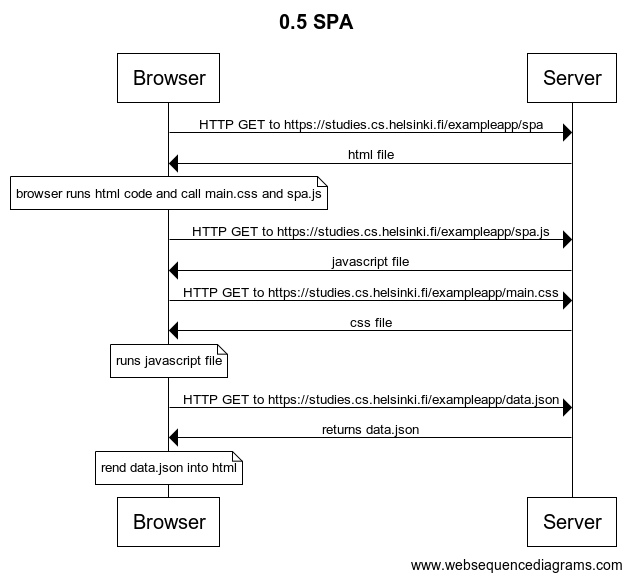 0.5 SPA
Browser
Server
HTTP GET to https://studies.cs.helsinki.fi/exampleapp/spa
html file
browser runs html code and call main.css and spa.js
HTTP GET to https://studies.cs.helsinki.fi/exampleapp/spa.js
javascript file
HTTP GET to https://studies.cs.helsinki.fi/exampleapp/main.css
css file
runs javascript file
HTTP GET to https://studies.cs.helsinki.fi/exampleapp/data.json
returns data.json
rend data.json into html
Browser
Server
www.websequencediagrams.com